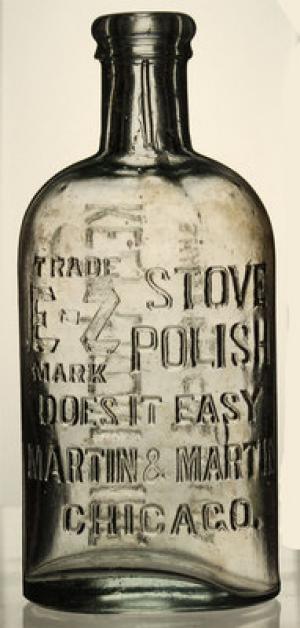 TRADE
E-Z STOVE
MARK POLISH
DOES IT EASY
MARTIN & MARTIN
CHICAGO.